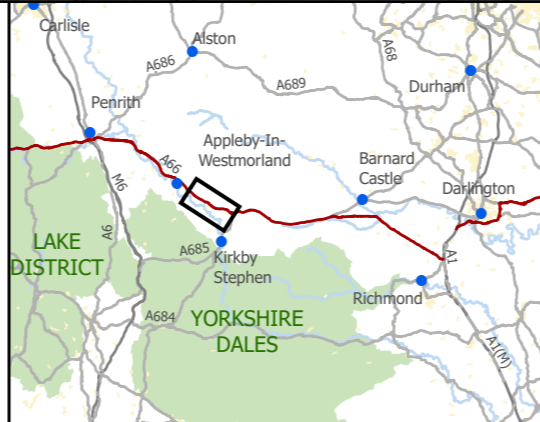 Carlisle
Alston
A686
A689
A68
Durham
Penrith
Appleby-In-
Westmorland
A66
Barnard
Castle
Darlington
M6
A6
LAKE
DISTRICT
A685
Kirkby
Stephen
A1
Richmond
A684
YORKSHIRE
DALES
A1(M)